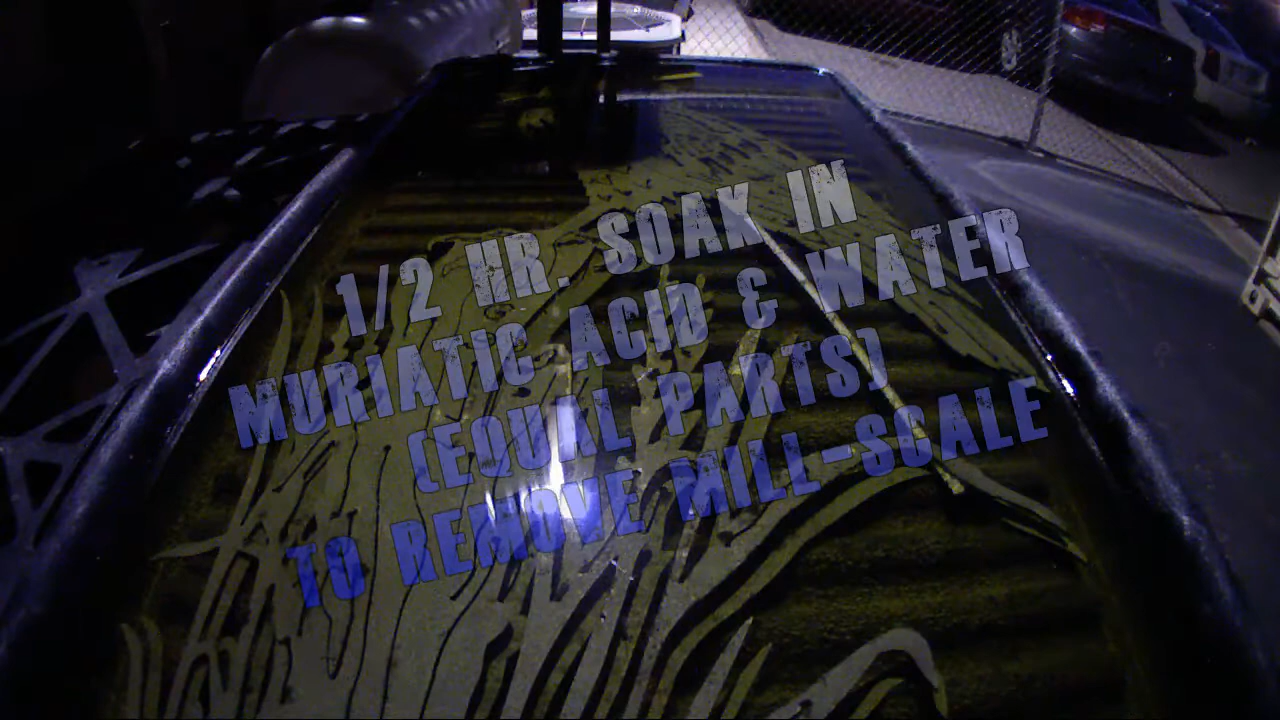 1/2 HR. SOAK IN
MURIATIC ACID & WATER
(EQUAL PARTS)
TO REMOVE MILL-SCALE